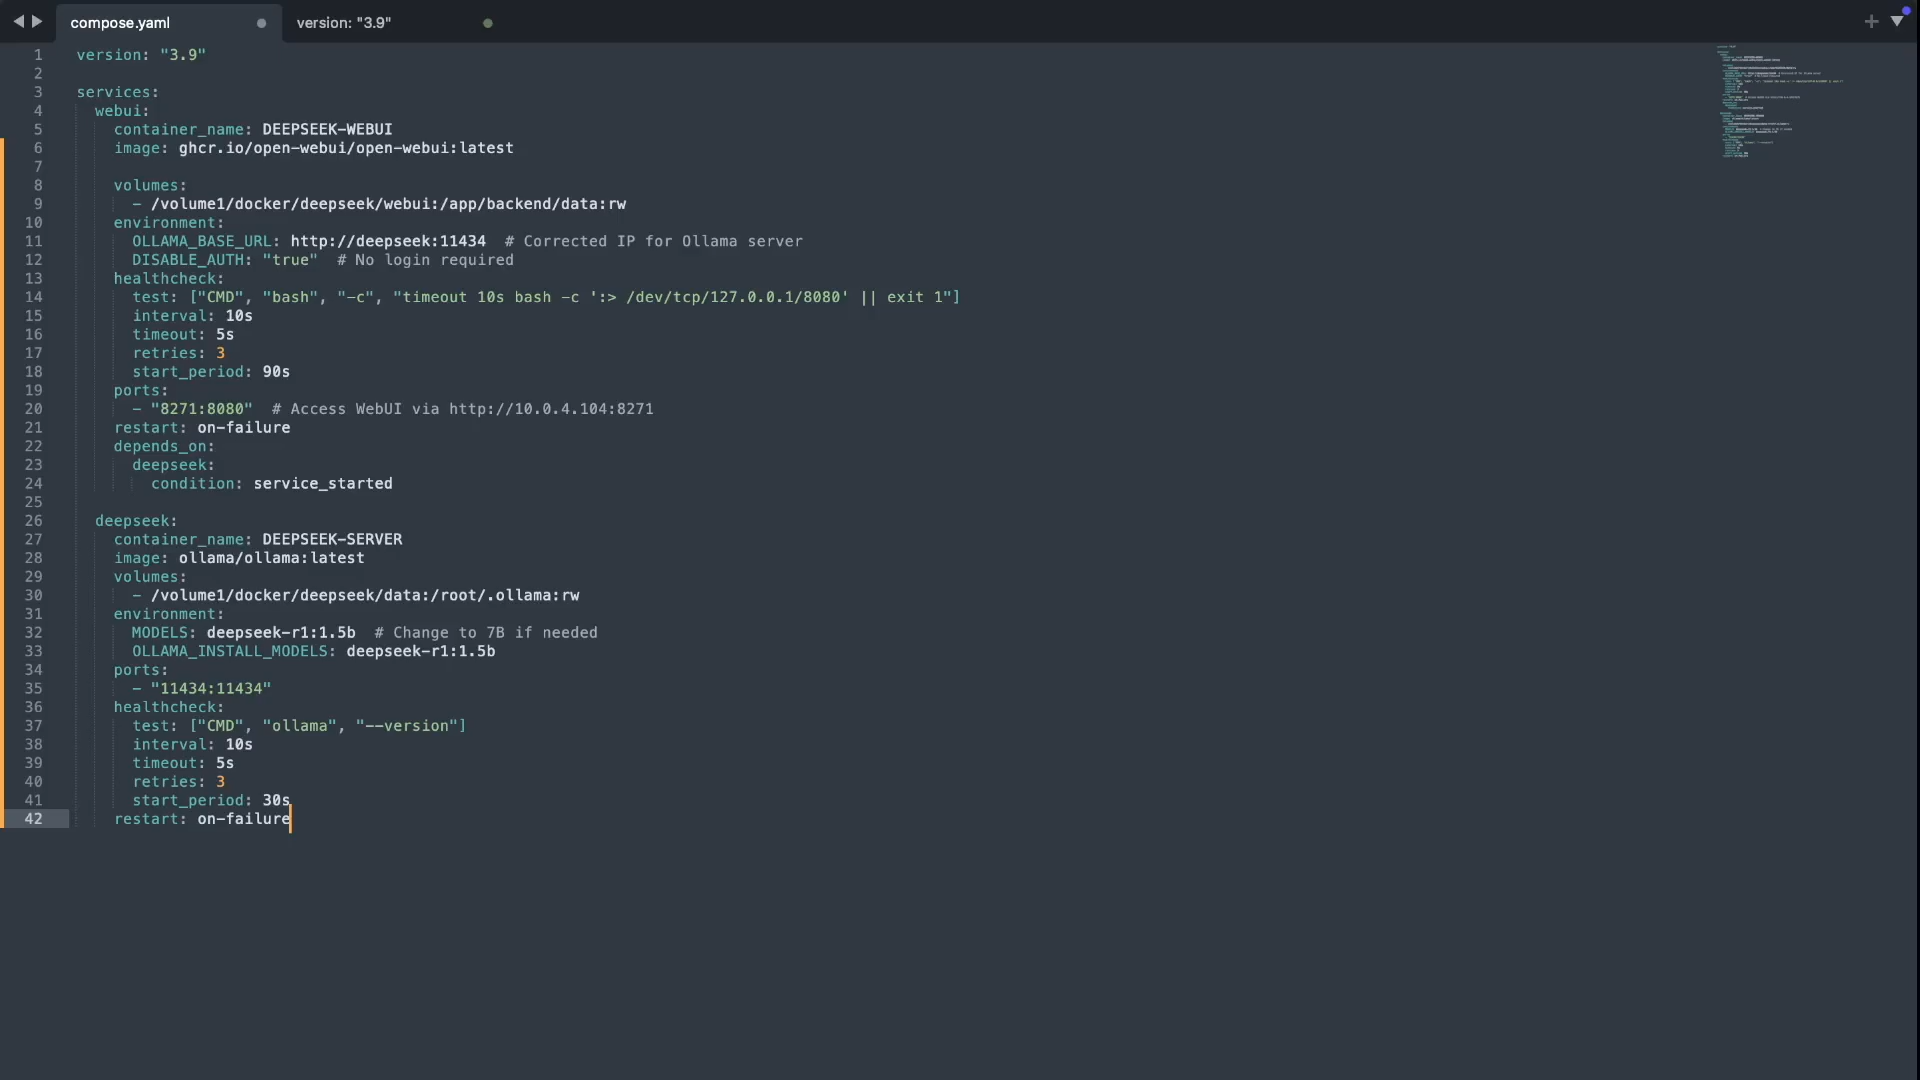 compose.yaml
version: "3.9"
1 version: "3.9"
2
3 services:
4 webui:
5 container_name: DEEPSEEK-WEBUI
6 image: ghcr.io/open-webui/open-webui:latest
7
8 volumes:
9 - /volume1/docker/deepseek/webui:/app/backend/data:rw
10 environment:
11 OLLAMA_BASE_URL: http://deepseek:11434 # Corrected IP for Ollama server
12 DISABLE_AUTH: "true" # No login required
13 healthcheck:
14 test: ["CMD", "bash", "-c", "timeout 10s bash -c ':> /dev/tcp/127.0.0.1/8080' || exit 1"]
15 interval: 10s
16 timeout: 5s
17 retries: 3
18 start_period: 90s
19 ports:
20 - "8271:8080" # Access WebUI via http://10.0.4.104:8271
21 restart: on-failure
22 depends_on:
23 deepseek:
24 condition: service_started
25
26 deepseek:
27 container_name: DEEPSEEK-SERVER
28 image: ollama/ollama:latest
29 volumes:
30 - /volume1/docker/deepseek/data:/root/.ollama:rw
31 environment:
32 MODELS: deepseek-r1:1.5b # Change to 7B if needed
33 OLLAMA_INSTALL_MODELS: deepseek-r1:1.5b
34 ports:
35 - "11434:11434"
36 healthcheck:
37 test: ["CMD", "ollama", "--version"]
38 interval: 10s
39 timeout: 5s
40 retries: 3
41 start_period: 30s
42 restart: on-failure